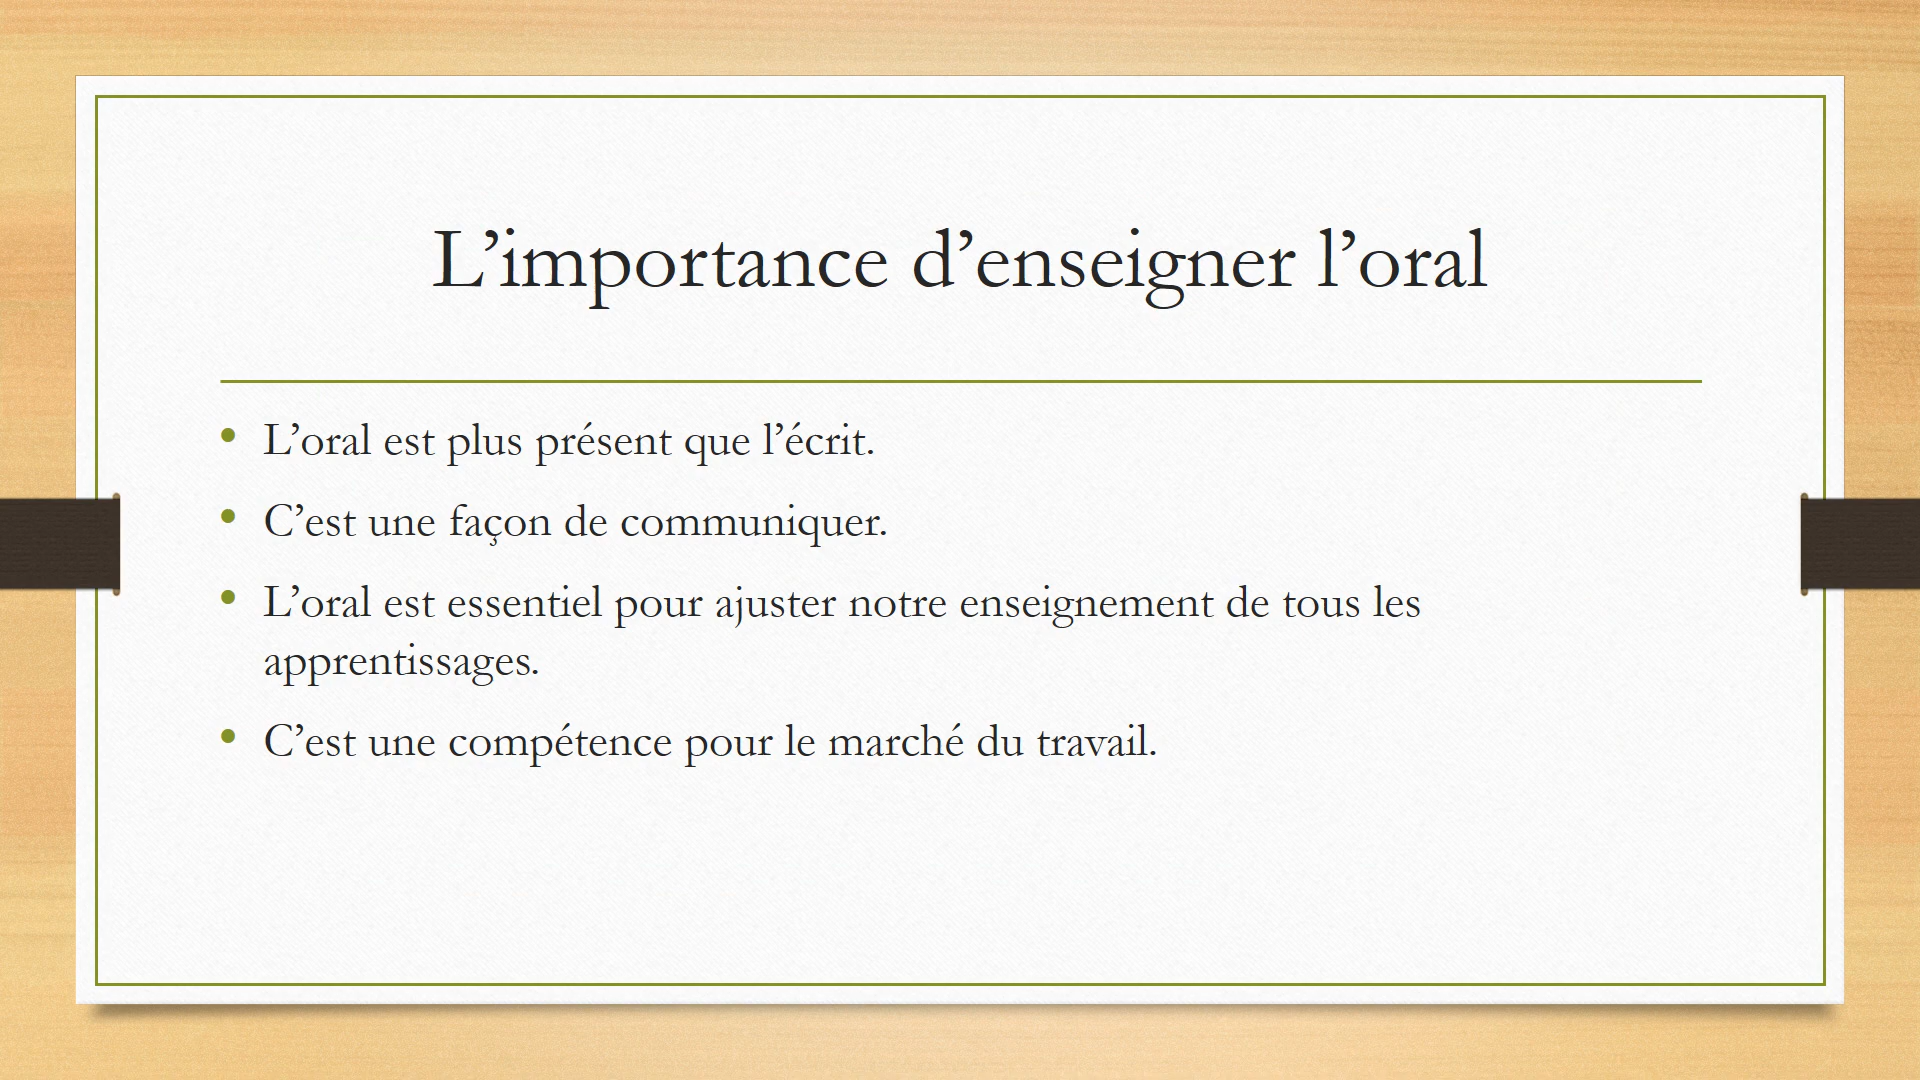 L’importance d’enseigner l’oral
• L’oral est plus présent que l’écrit.
• C’est une façon de communiquer.
• L’oral est essentiel pour ajuster notre enseignement de tous les
apprentissages.
• C’est une compétence pour le marché du travail.